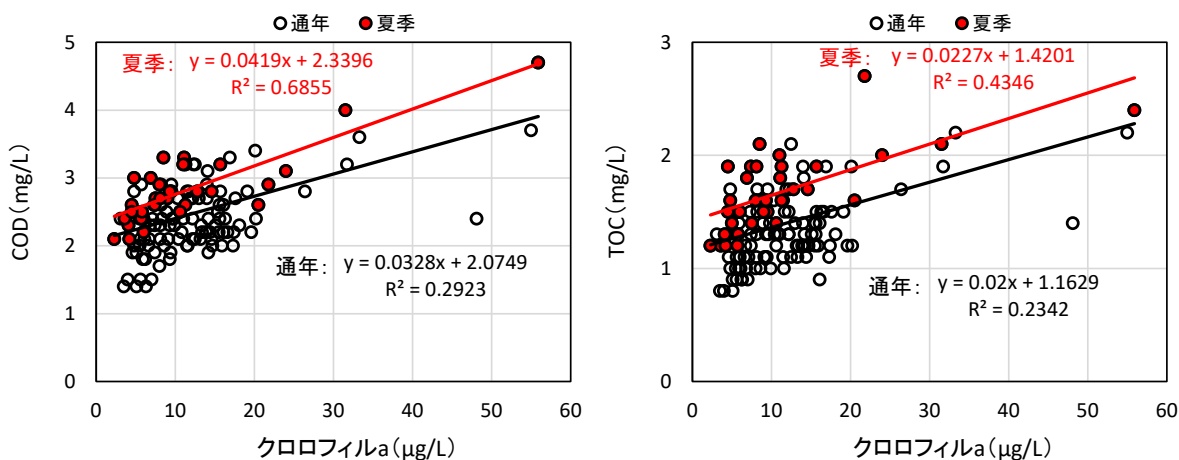 通年 夏季
夏季: y = 0.0419x + 2.3396
R² = 0.6855
通年: y = 0.0328x + 2.0749
R² = 0.2923
COD(mg/L)
5
4
3
2
1
0
0 10 20 30 40 50 60
クロロフィルa(µg/L)
通年 夏季
夏季: y = 0.0227x + 1.4201
R² = 0.4346
通年: y = 0.02x + 1.1629
R² = 0.2342
TOC(mg/L)
3
2
1
0
0 10 20 30 40 50 60
クロロフィルa(µg/L)